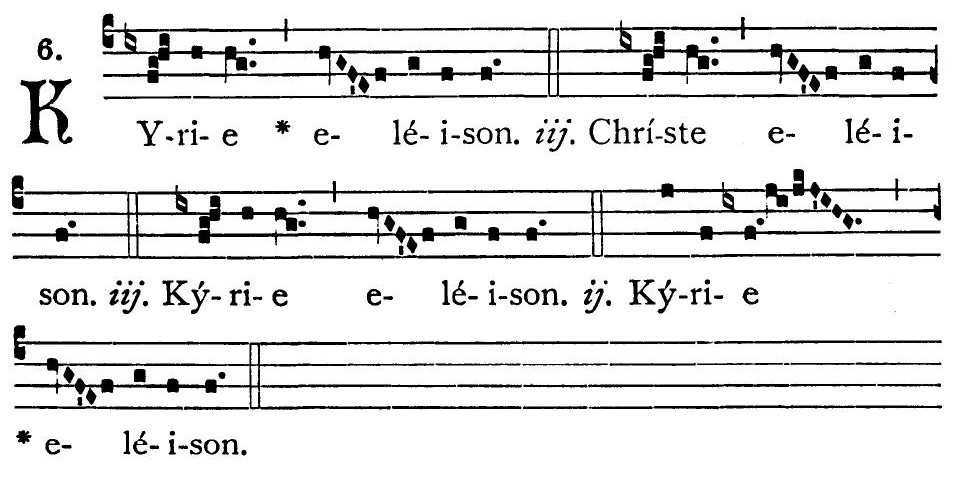 6.
KY-ri- e * e- lé- i-son. iij. Chrí-ste e- lé- i-
son. iij. Ký- ri- e e- lé- i-son. ij. Ký-ri- e
* e- lé- i-son.